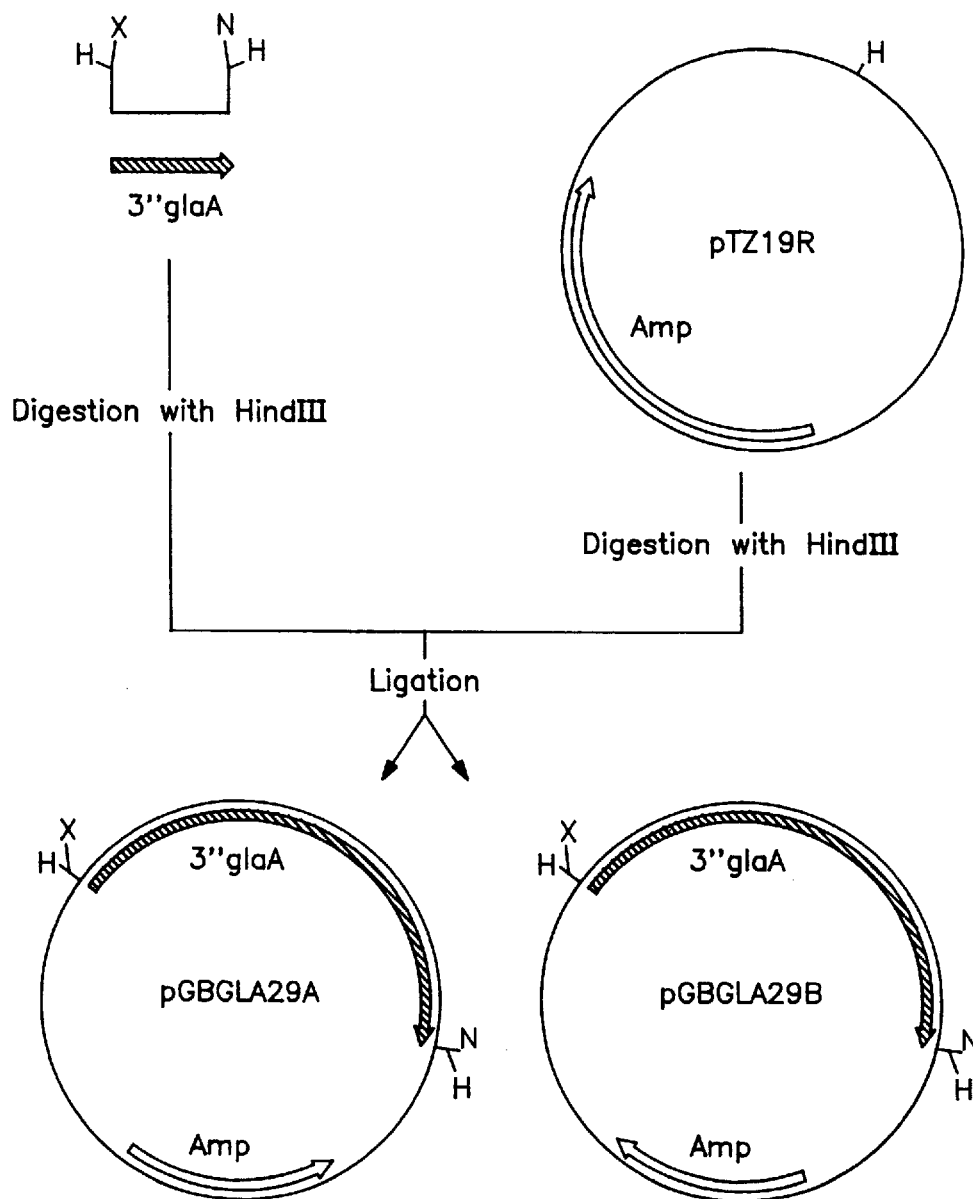 X N
H H
3''glaA
H
pTZ19R
Amp
Digestion with HindIII
Digestion with HindIII
Ligation
X
H
3''glaA
pGBGLA29A
N
H
Amp
X
H
3''glaA
pGBGLA29B
N
H
Amp